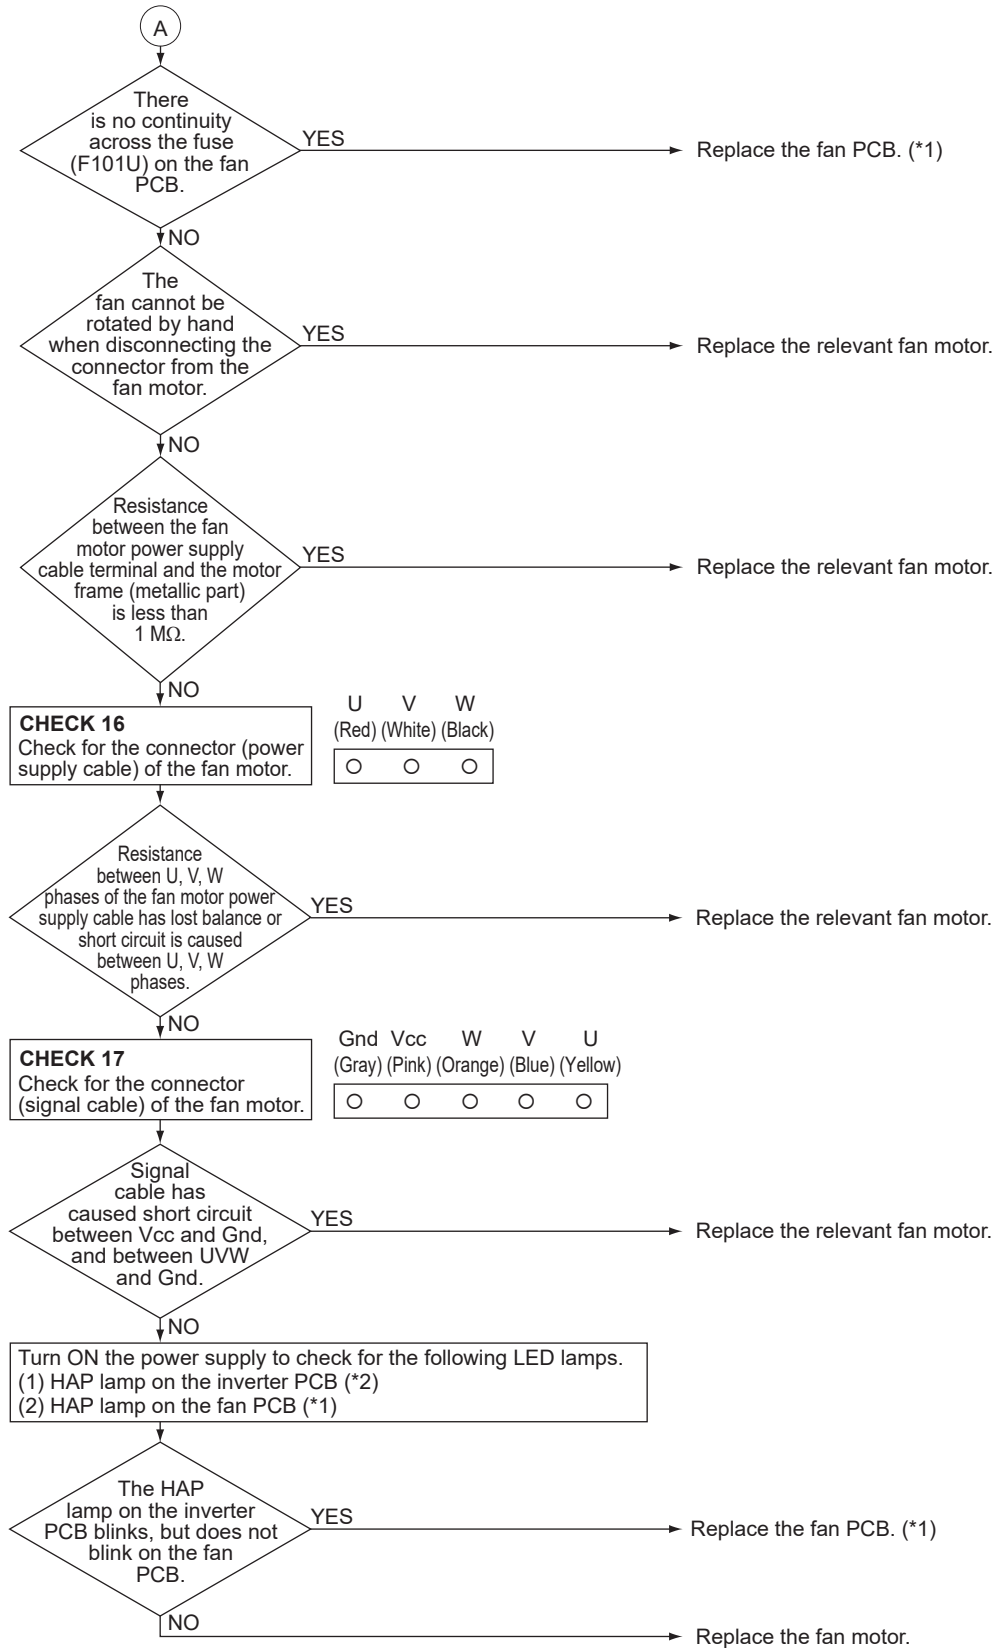 A
There
is no continuity
across the fuse
(F101U) on the fan
PCB.
YES
Replace the fan PCB. (*1)
NO
The
fan cannot be
rotated by hand
when disconnecting the
connector from the
fan motor.
YES
Replace the relevant fan motor.
NO
Resistance
between the fan
motor power supply
cable terminal and the motor
frame (metallic part)
is less than
1 MΩ.
YES
Replace the relevant fan motor.
NO
CHECK 16
Check for the connector (power
supply cable) of the fan motor.
U V W
(Red) (White) (Black)
Resistance
between U, V, W
phases of the fan motor power
supply cable has lost balance or
short circuit is caused
between U, V, W
phases.
YES
Replace the relevant fan motor.
NO
CHECK 17
Check for the connector
(signal cable) of the fan motor.
Gnd Vcc W V U
(Gray) (Pink) (Orange) (Blue) (Yellow)
Signal
cable has
caused short circuit
between Vcc and Gnd,
and between UVW
and Gnd.
YES
Replace the relevant fan motor.
NO
Turn ON the power supply to check for the following LED lamps.
(1) HAP lamp on the inverter PCB (*2)
(2) HAP lamp on the fan PCB (*1)
The HAP
lamp on the inverter
PCB blinks, but does not
blink on the fan
PCB.
YES
Replace the fan PCB. (*1)
NO
Replace the fan motor.